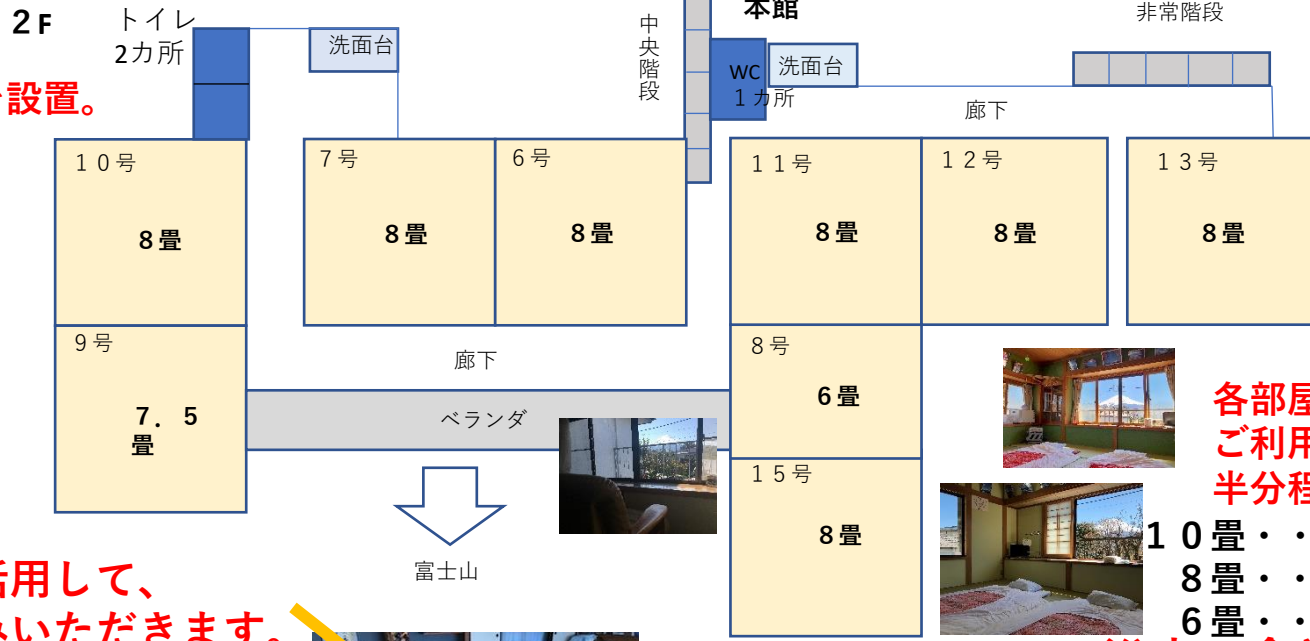 ２F
トイレ
2カ所
洗面台
中央階段
本館
非常階段
設置。
WC
１カ所
洗面台
廊下
１０号
８畳
７号
８畳
６号
８畳
１１号
８畳
１２号
８畳
１３号
８畳
９号
７．５
畳
廊下
ベランダ
富士山
８号
６畳
１５号
８畳
各部屋
ご利用
半分程
１０畳・・
８畳・・
６畳・・
活用して、
いただきます。